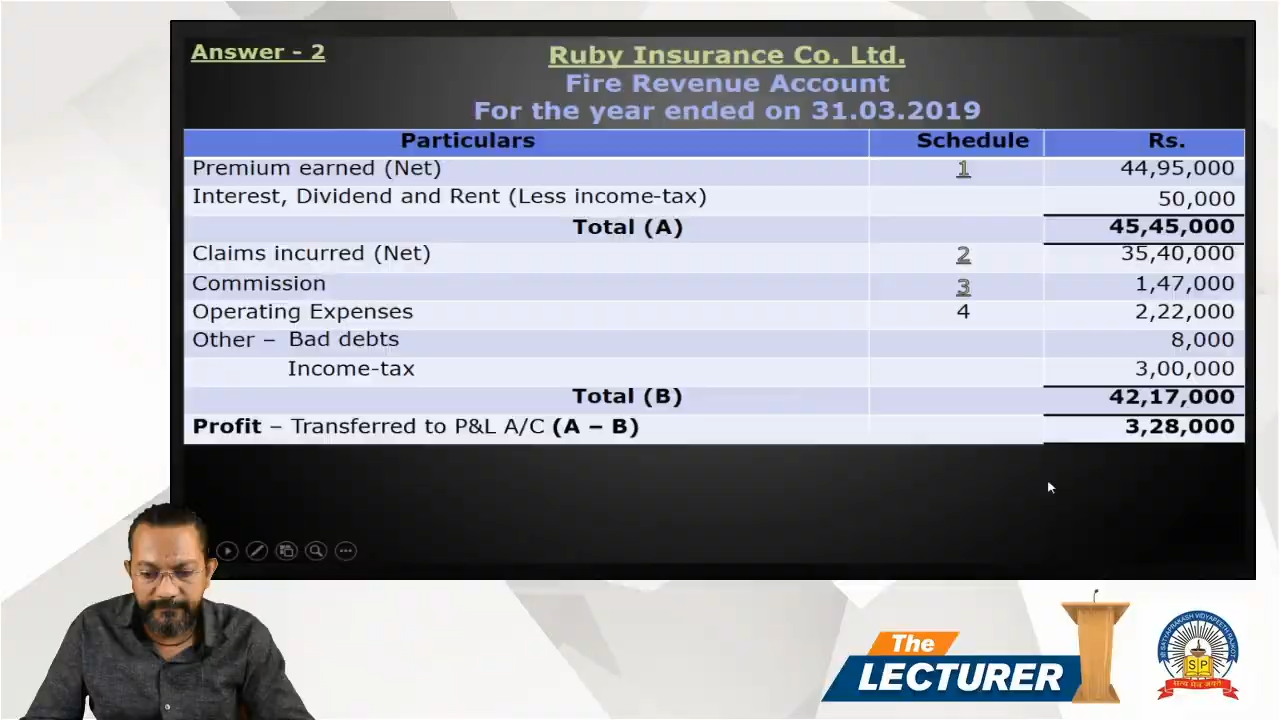 Answer - 2
Ruby Insurance Co. Ltd.
Fire Revenue Account
For the year ended on 31.03.2019
Particulars Schedule Rs.
Premium earned (Net) 1 44,95,000
Interest, Dividend and Rent (Less income-tax) 50,000
Total (A) 45,45,000
Claims incurred (Net) 2 35,40,000
Commission 3 1,47,000
Operating Expenses 4 2,22,000
Other – Bad debts 8,000
Income-tax 3,00,000
Total (B) 42,17,000
Profit – Transferred to P&L A/C (A – B) 3,28,000
The
LECTURER
SP